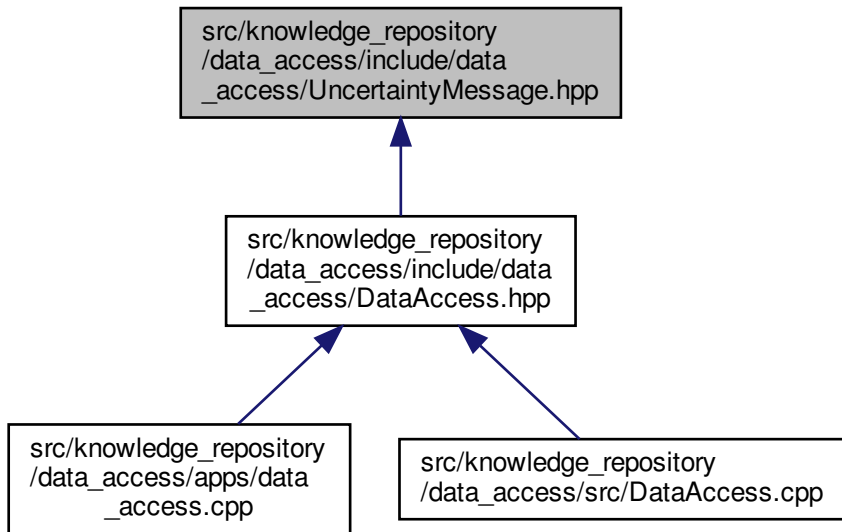 src/knowledge_repository
/data_access/include/data
_access/UncertaintyMessage.hpp
src/knowledge_repository
/data_access/include/data
_access/DataAccess.hpp
src/knowledge_repository
/data_access/apps/data
_access.cpp
src/knowledge_repository
/data_access/src/DataAccess.cpp